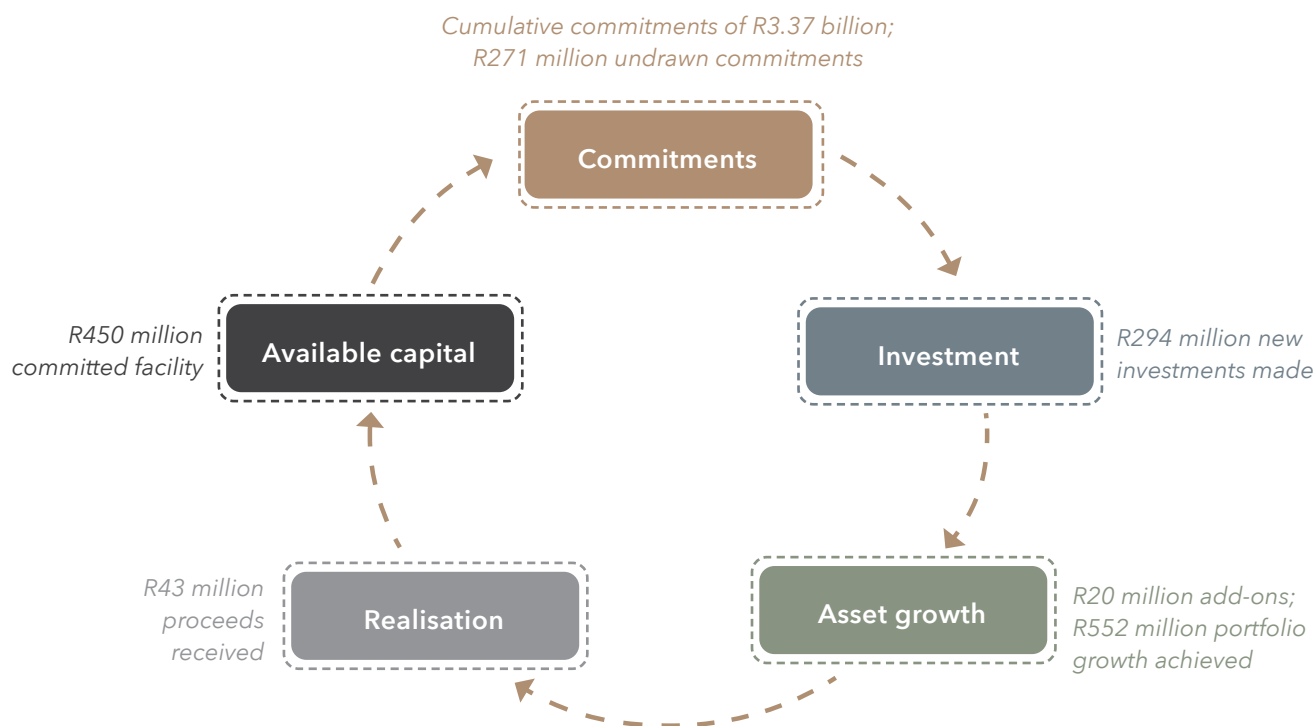 Cumulative commitments of R3.37 billion;
R271 million undrawn commitments
Commitments
R450 million
committed facility
Available capital
Investment
R294 million new
investments made
R43 million
proceeds
received
Realisation
Asset growth
R20 million add-ons;
R552 million portfolio
growth achieved